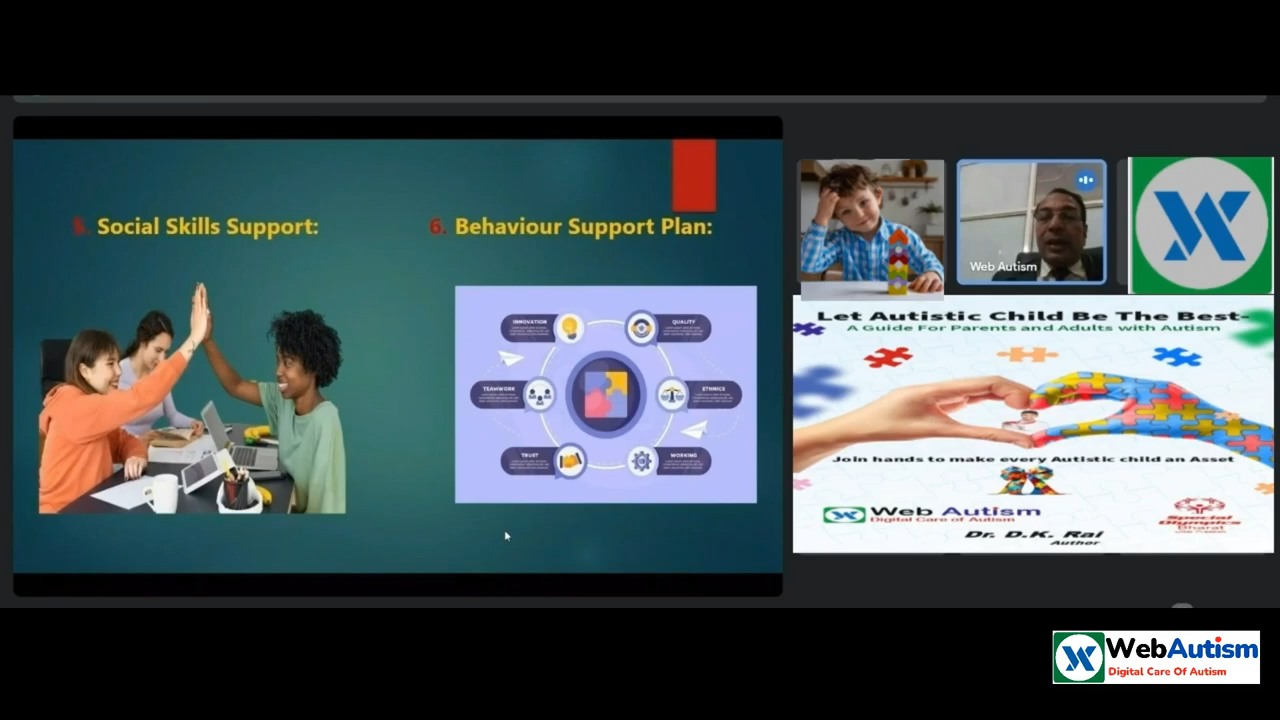 5. Social Skills Support:
6. Behaviour Support Plan:
INNOVATION
QUALITY
TEAMWORK
ETHNICS
TRUST
WORKING
Web Autism
Let Autistic Child Be The Best-
A Guide For Parents and Adults with Autism
Join hands to make every Autistic child an Asset
Web Autism
Digital Care of Autism
Special
Olympics
Bharat
Dr. D.K. Rai
Author
WebAutism
Digital Care Of Autism